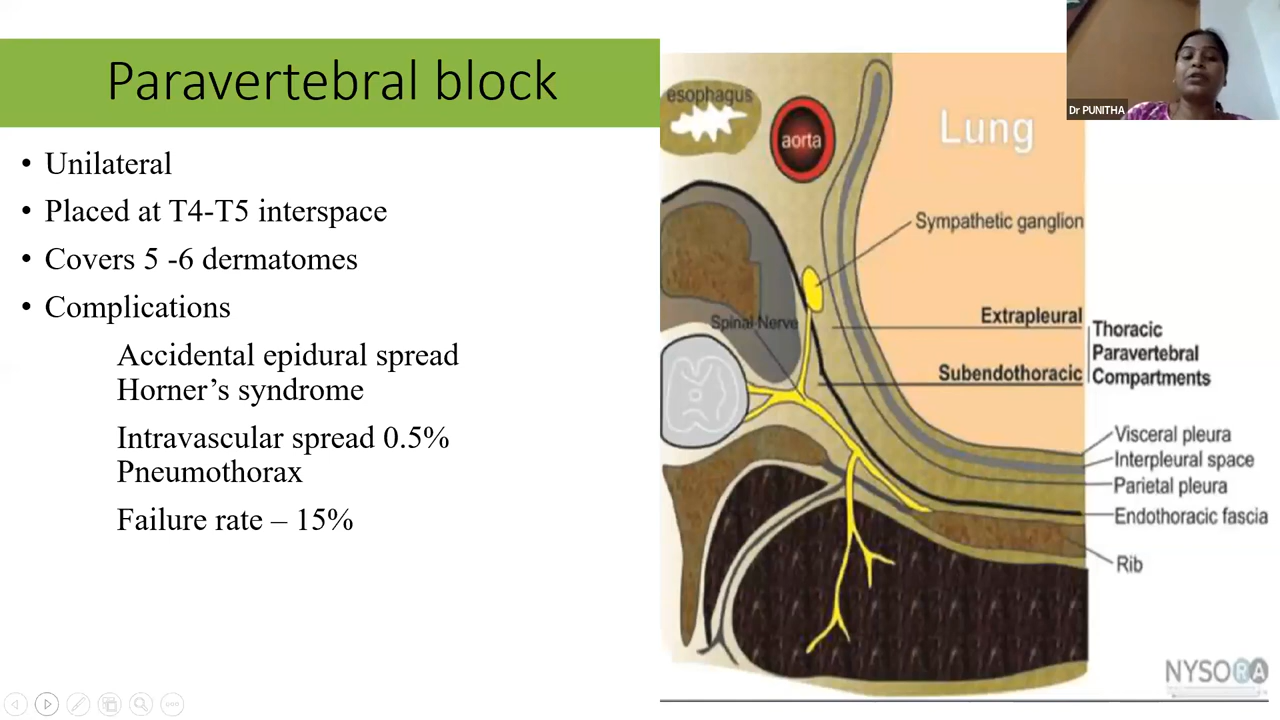 Paravertebral block
• Unilateral
• Placed at T4-T5 interspace
• Covers 5 -6 dermatomes
• Complications
Accidental epidural spread
Horner’s syndrome
Intravascular spread 0.5%
Pneumothorax
Failure rate – 15%
esophagus
aorta
Lung
Sympathetic ganglion
Spinal Nerve
Extrapleural
Subendothoracic
Thoracic
Paravertebral
Compartments
Visceral pleura
Interpleural space
Parietal pleura
Endothoracic fascia
Rib
NYSORA
Dr PUNITHA